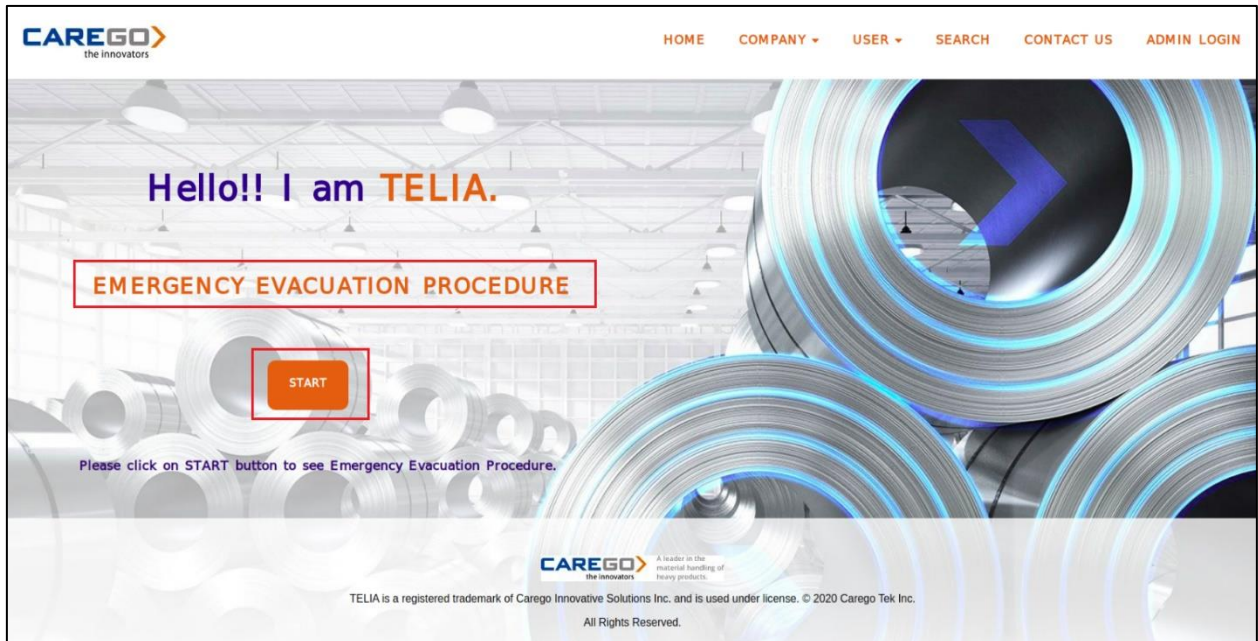 CAREGO
the innovators
HOME COMPANY USER SEARCH CONTACT US ADMIN LOGIN
Hello!! I am TELIA.
EMERGENCY EVACUATION PROCEDURE
START
Please click on START button to see Emergency Evacuation Procedure.
CAREGO
the innovators
A leader in the
material handling of
heavy products.
TELIA is a registered trademark of Carego Innovative Solutions Inc. and is used under license. © 2020 Carego Tek Inc.
All Rights Reserved.